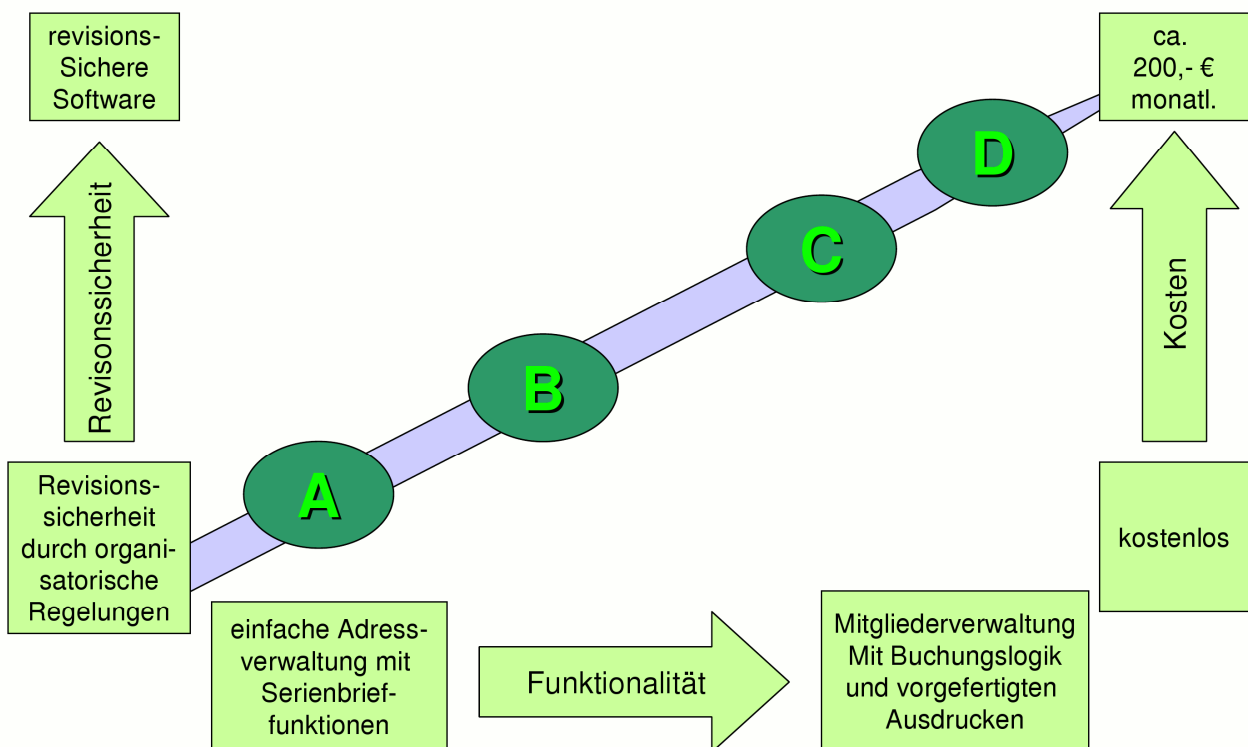 revisions-
Sichere
Software
ca.
200,- €
monatl.
D
C
B
A
Revisonssicherheit
Kosten
Revisions-
sicherheit
durch organi-
satorische
Regelungen
kostenlos
einfache Adress-
verwaltung mit
Serienbrief-
funktionen
Funktionalität
Mitgliederverwaltung
Mit Buchungslogik
und vorgefertigten
Ausdrucken